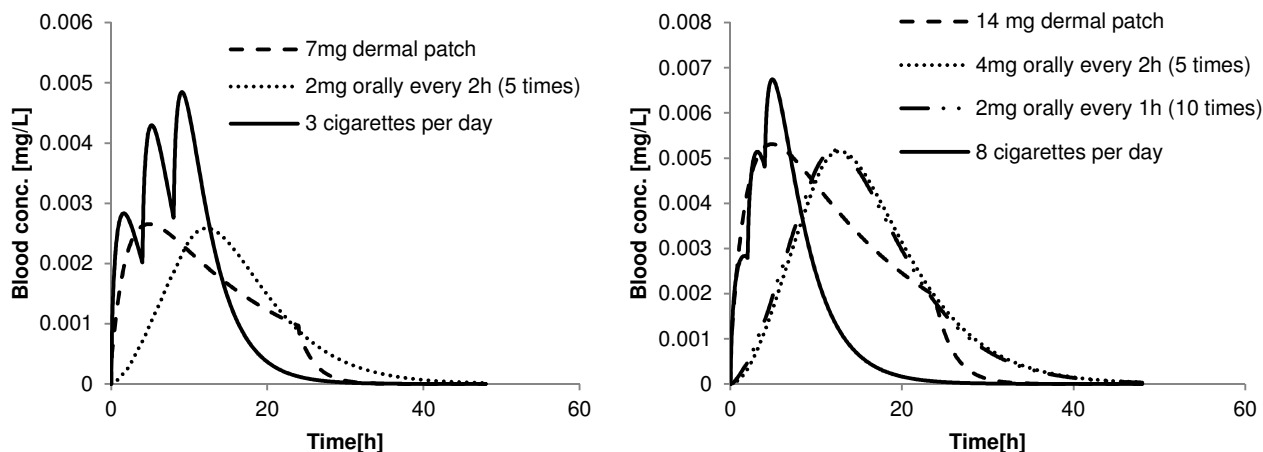 0.006
0.005
0.004
0.003
0.002
0.001
0
Blood conc. [mg/L]
7mg dermal patch
2mg orally every 2h (5 times)
3 cigarettes per day
0 20 40 60
Time[h]
0.008
0.007
0.006
0.005
0.004
0.003
0.002
0.001
0
Blood conc. [mg/L]
14 mg dermal patch
4mg orally every 2h (5 times)
2mg orally every 1h (10 times)
8 cigarettes per day
0 20 40 60
Time[h]